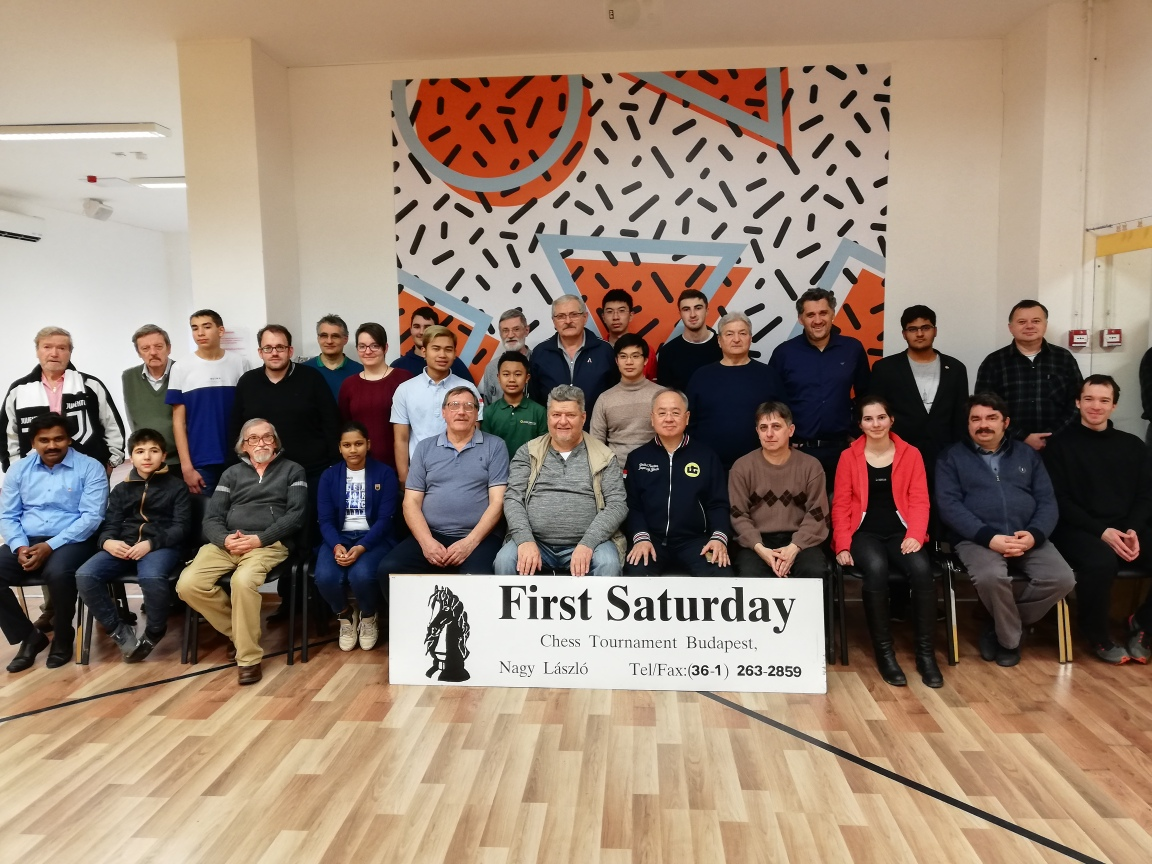 First Saturday
Chess Tournament Budapest,
Nagy László Tel/Fax:(36-1) 263-2859